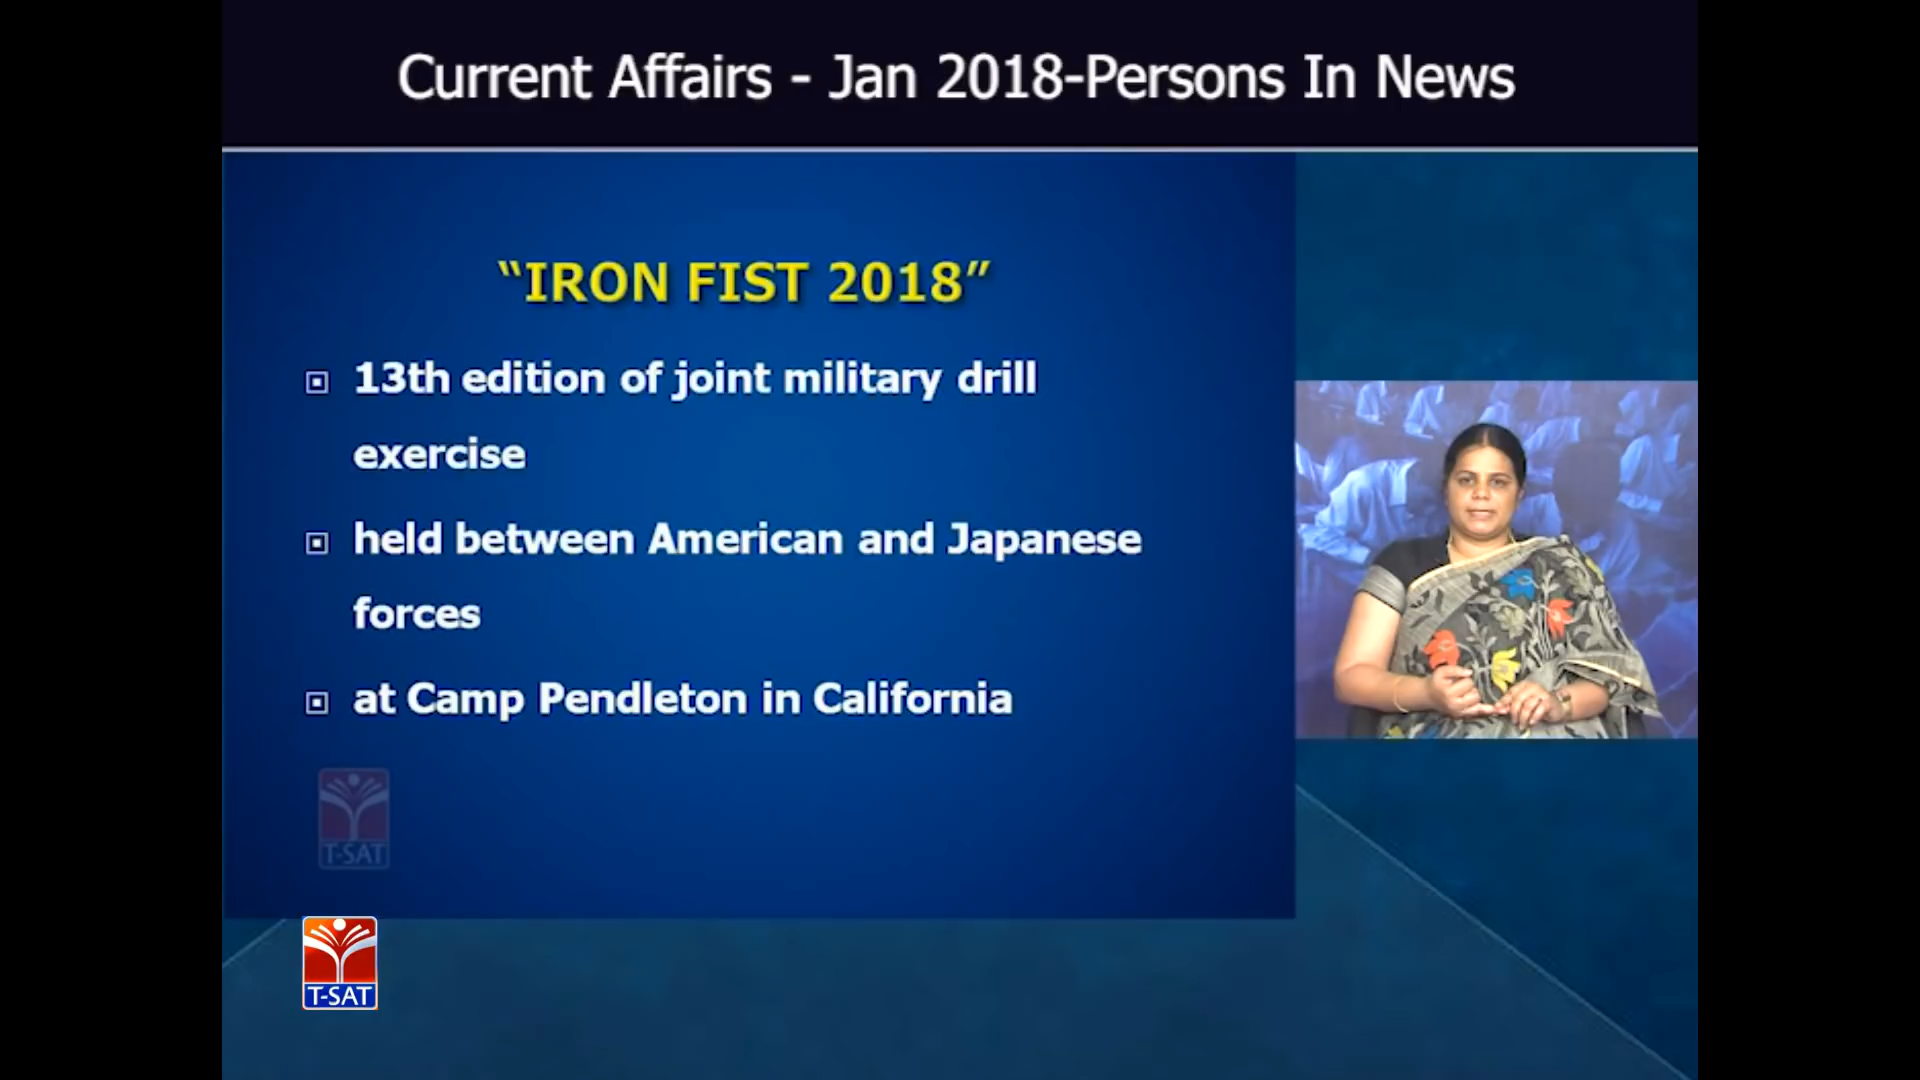 Current Affairs - Jan 2018-Persons In News
“IRON FIST 2018”
13th edition of joint military drill
exercise
held between American and Japanese
forces
at Camp Pendleton in California
T-SAT
T-SAT